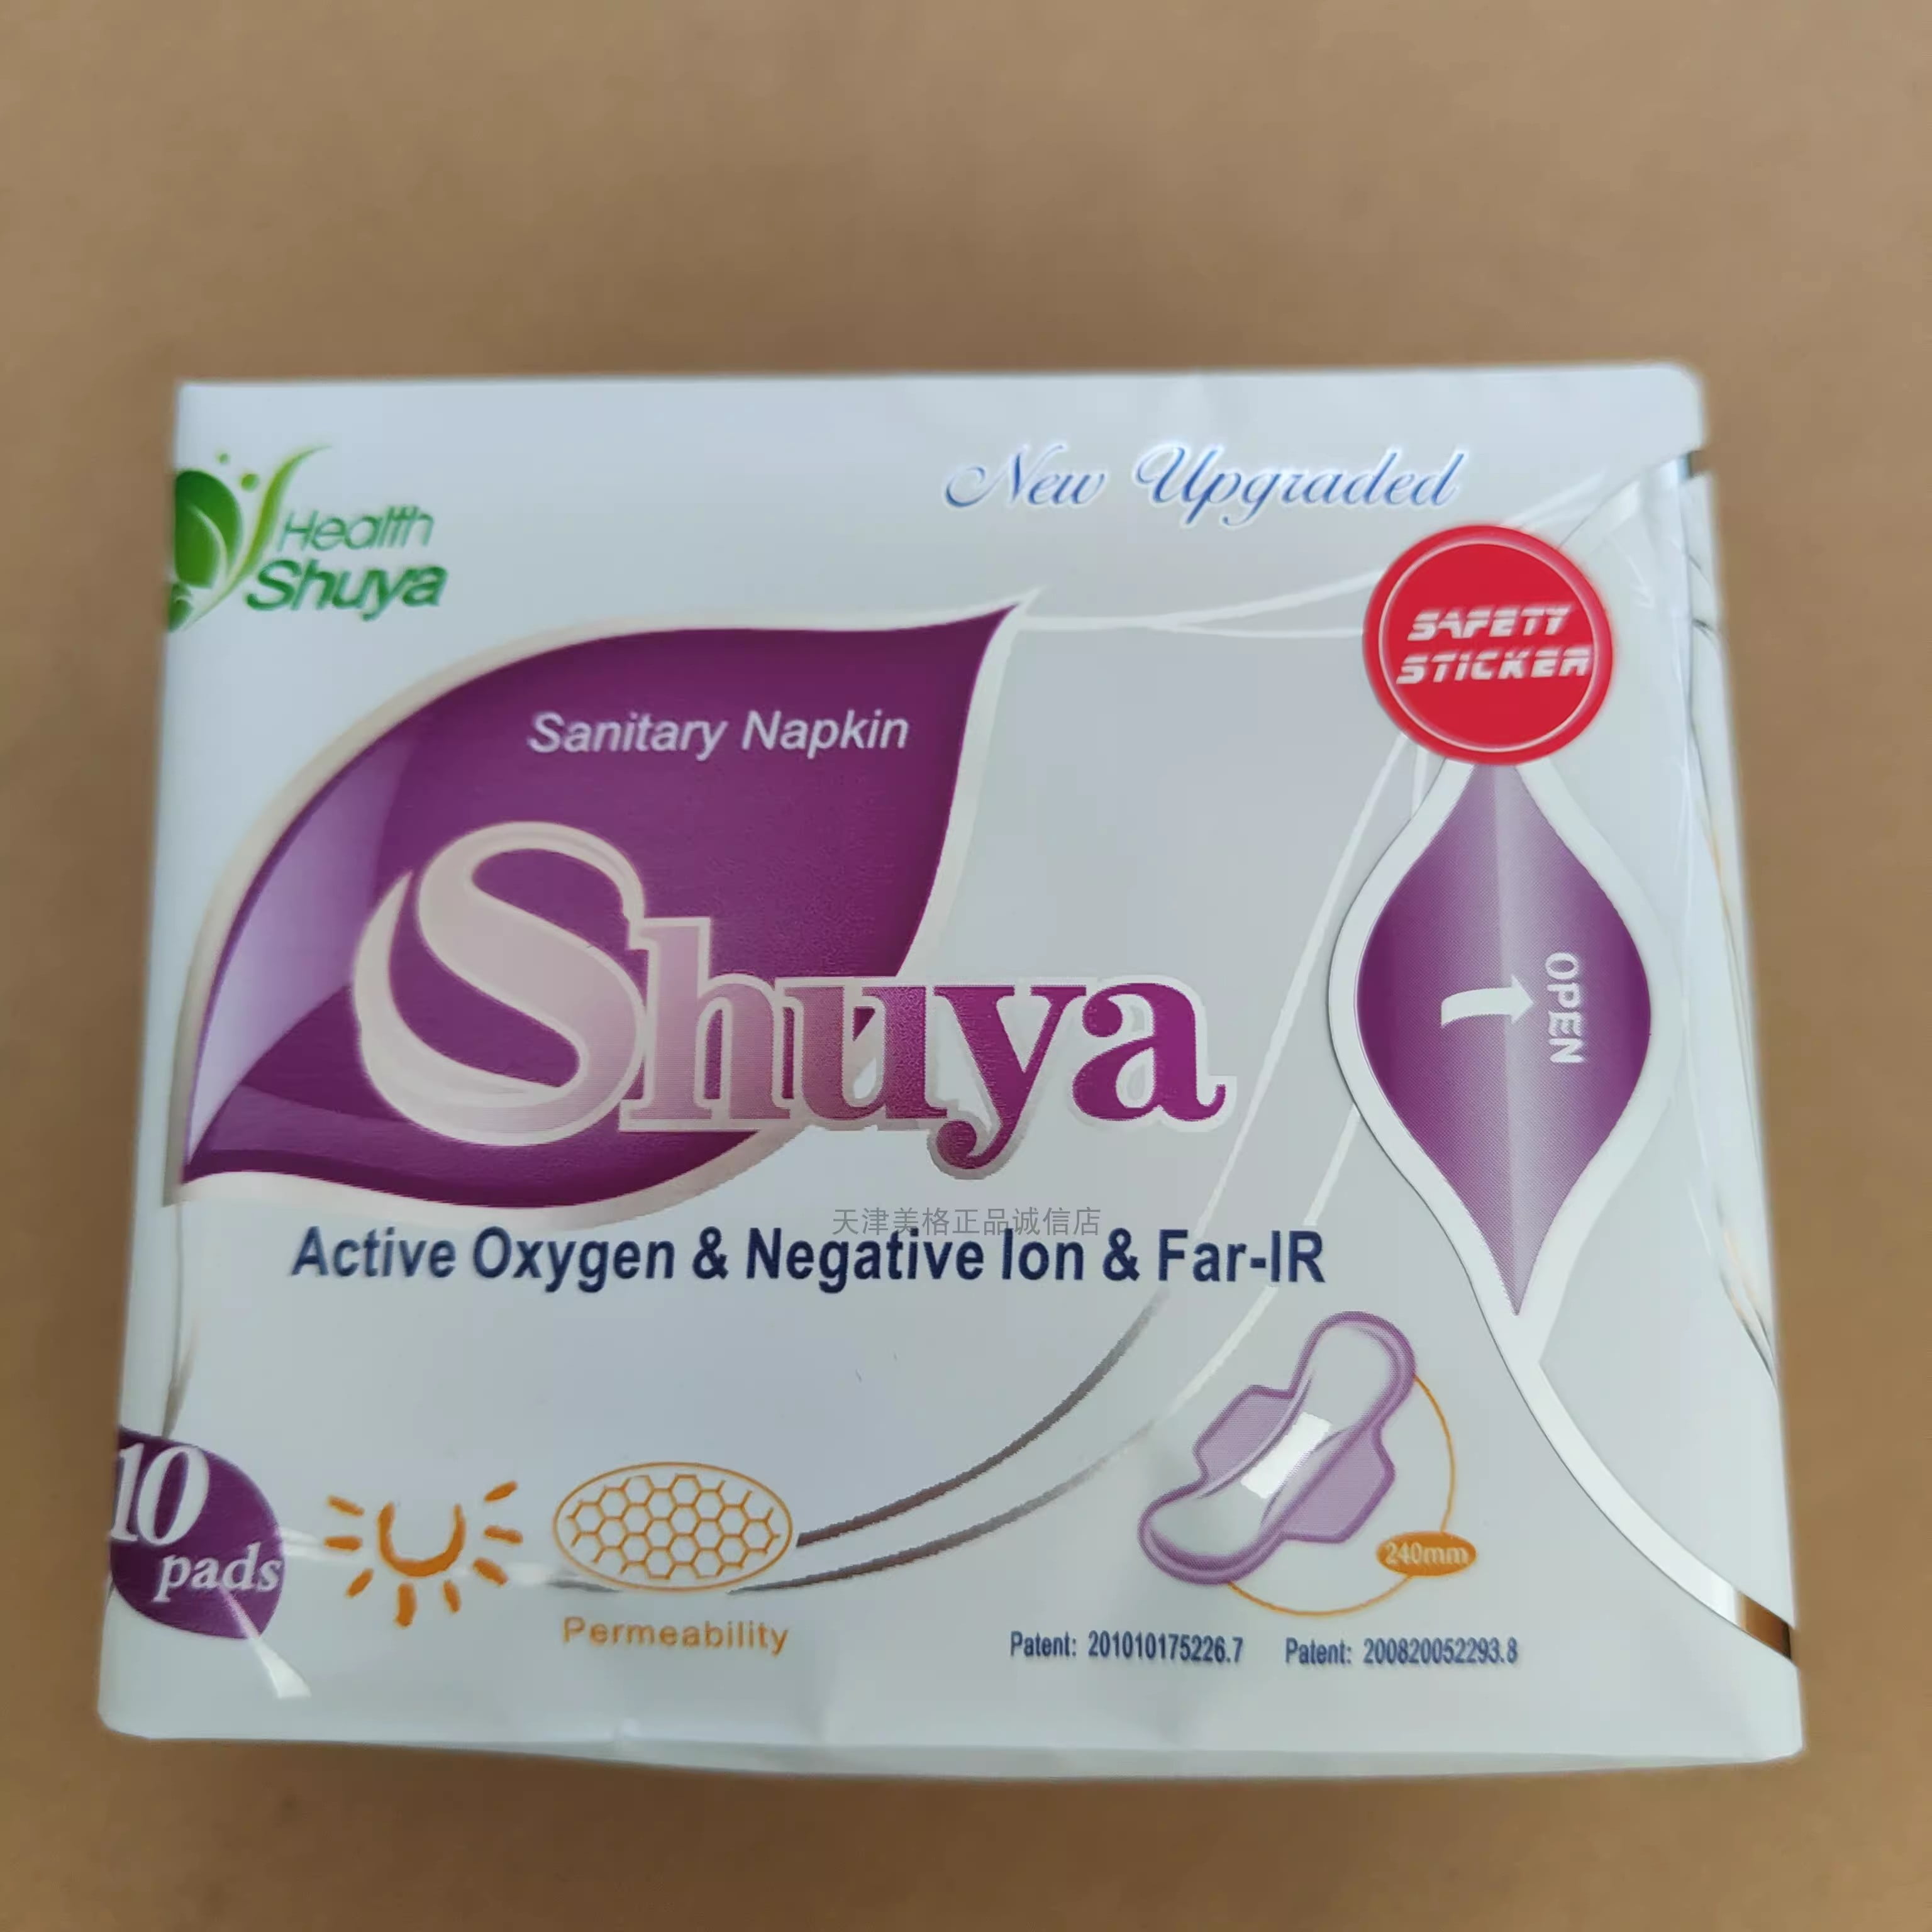 New Upgraded
Health
Shuya
SAFETY
STICKER
Sanitary Napkin
Shuya
OPEN
天津美格正品诚信店
Active Oxygen & Negative Ion & Far-IR
10
pads
240mm
Permeability
Patent: 201010175226.7 Patent: 200820052293.8